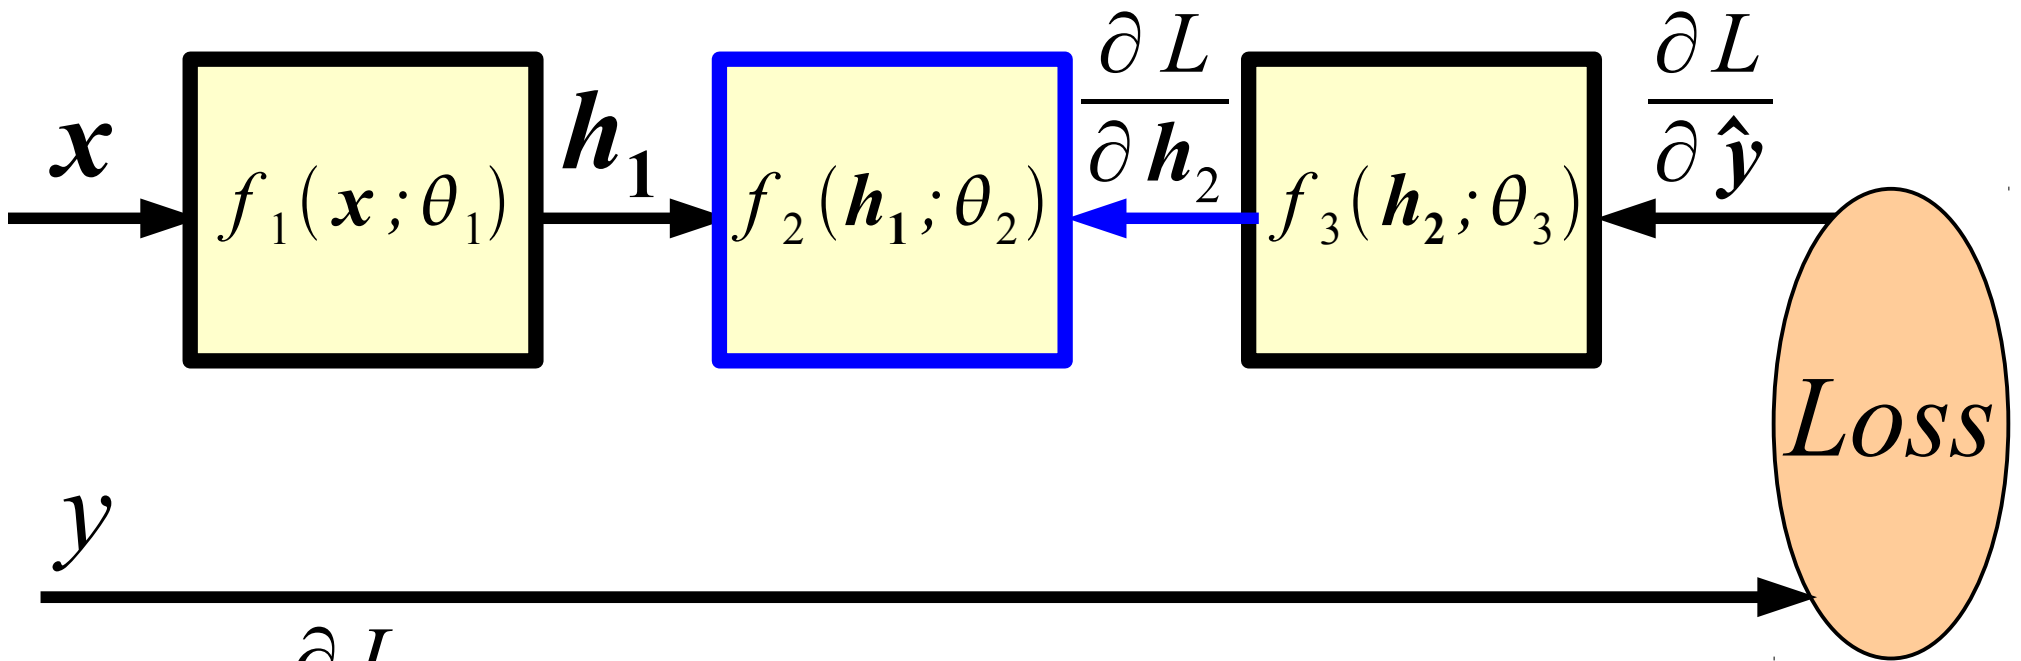 x
f₁(x;θ₁)
h₁
f₂(h₁;θ₂)
∂L/∂h₂
f₃(h₂;θ₃)
∂L/∂ŷ
Loss
y
∂L